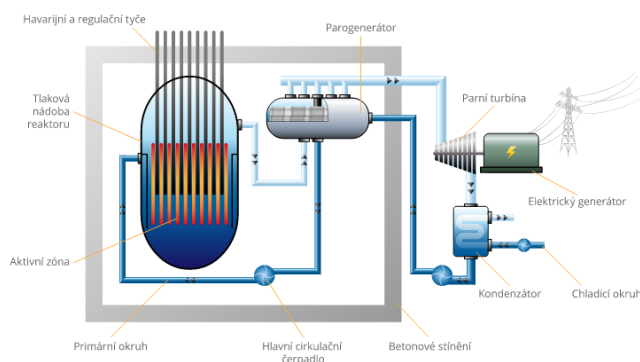 Havarijní a regulační tyče
Parogenerátor
Tlaková
nádoba
reaktoru
Parní turbína
Elektrický generátor
Aktivní zóna
Kondenzátor
Chladicí okruh
Primární okruh
Hlavní cirkulační
čerpadlo
Betonové stínění